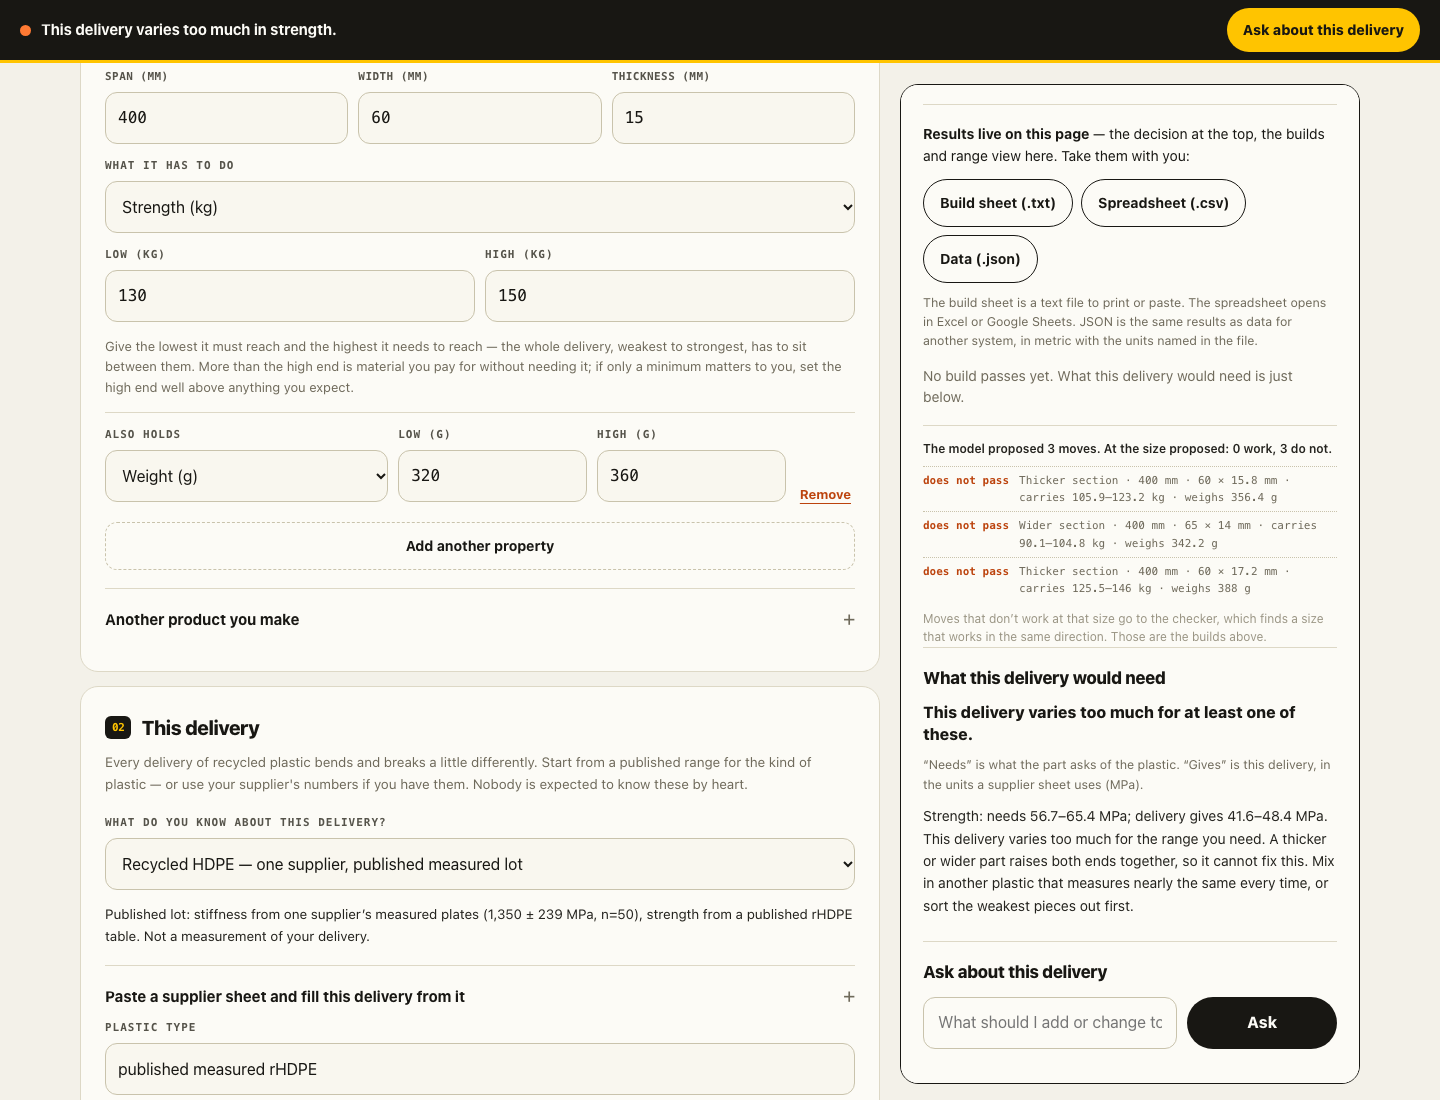 This delivery varies too much in strength.
Ask about this delivery
SPAN (MM)
WIDTH (MM)
THICKNESS (MM)
400
60
15
WHAT IT HAS TO DO
Strength (kg)
LOW (KG)
HIGH (KG)
130
150
Give the lowest it must reach and the highest it needs to reach — the whole delivery, weakest to strongest, has to sit
between them. More than the high end is material you pay for without needing it; if only a minimum matters to you, set the
high end well above anything you expect.
ALSO HOLDS
LOW (G)
HIGH (G)
Weight (g)
320
360
Remove
Add another property
Another product you make
+
02
This delivery
Every delivery of recycled plastic bends and breaks a little differently. Start from a published range for the kind of
plastic — or use your supplier's numbers if you have them. Nobody is expected to know these by heart.
WHAT DO YOU KNOW ABOUT THIS DELIVERY?
Recycled HDPE — one supplier, published measured lot
Published lot: stiffness from one supplier’s measured plates (1,350 ± 239 MPa, n=50), strength from a published rHDPE
table. Not a measurement of your delivery.
Paste a supplier sheet and fill this delivery from it
+
PLASTIC TYPE
published measured rHDPE
Results live on this page — the decision at the top, the builds
and range view here. Take them with you:
Build sheet (.txt)
Spreadsheet (.csv)
Data (.json)
The build sheet is a text file to print or paste. The spreadsheet opens
in Excel or Google Sheets. JSON is the same results as data for
another system, in metric with the units named in the file.
No build passes yet. What this delivery would need is just
below.
The model proposed 3 moves. At the size proposed: 0 work, 3 do not.
does not pass
Thicker section · 400 mm · 60 × 15.8 mm ·
carries 105.9–123.2 kg · weighs 356.4 g
does not pass
Wider section · 400 mm · 65 × 14 mm · carries
90.1–104.8 kg · weighs 342.2 g
does not pass
Thicker section · 400 mm · 60 × 17.2 mm ·
carries 125.5–146 kg · weighs 388 g
Moves that don’t work at that size go to the checker, which finds a size
that works in the same direction. Those are the builds above.
What this delivery would need
This delivery varies too much for at least one of
these.
“Needs” is what the part asks of the plastic. “Gives” is this delivery, in
the units a supplier sheet uses (MPa).
Strength: needs 56.7–65.4 MPa; delivery gives 41.6–48.4 MPa.
This delivery varies too much for the range you need. A thicker
or wider part raises both ends together, so it cannot fix this. Mix
in another plastic that measures nearly the same every time, or
sort the weakest pieces out first.
Ask about this delivery
What should I add or change to
Ask